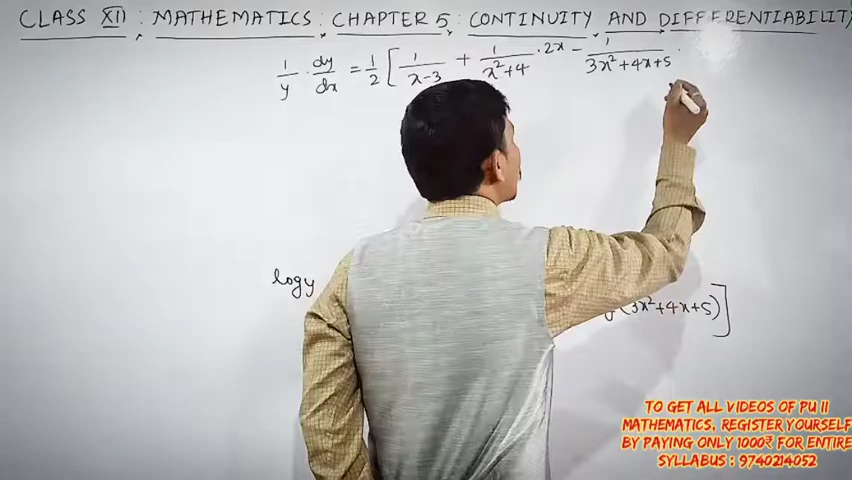 CLASS XII : MATHEMATICS : CHAPTER 5 : CONTINUITY AND DIFFERENTIABILITY
1/y · dy/dx = 1/2 [ 1/(x-3) + 1/(x²+4) · 2x - 1/(3x²+4x+5) ·
logy (3x²+4x+5)]
TO GET ALL VIDEOS OF PU II
MATHEMATICS, REGISTER YOURSELF
BY PAYING ONLY 1000₹ FOR ENTIRE
SYLLABUS : 9740214052